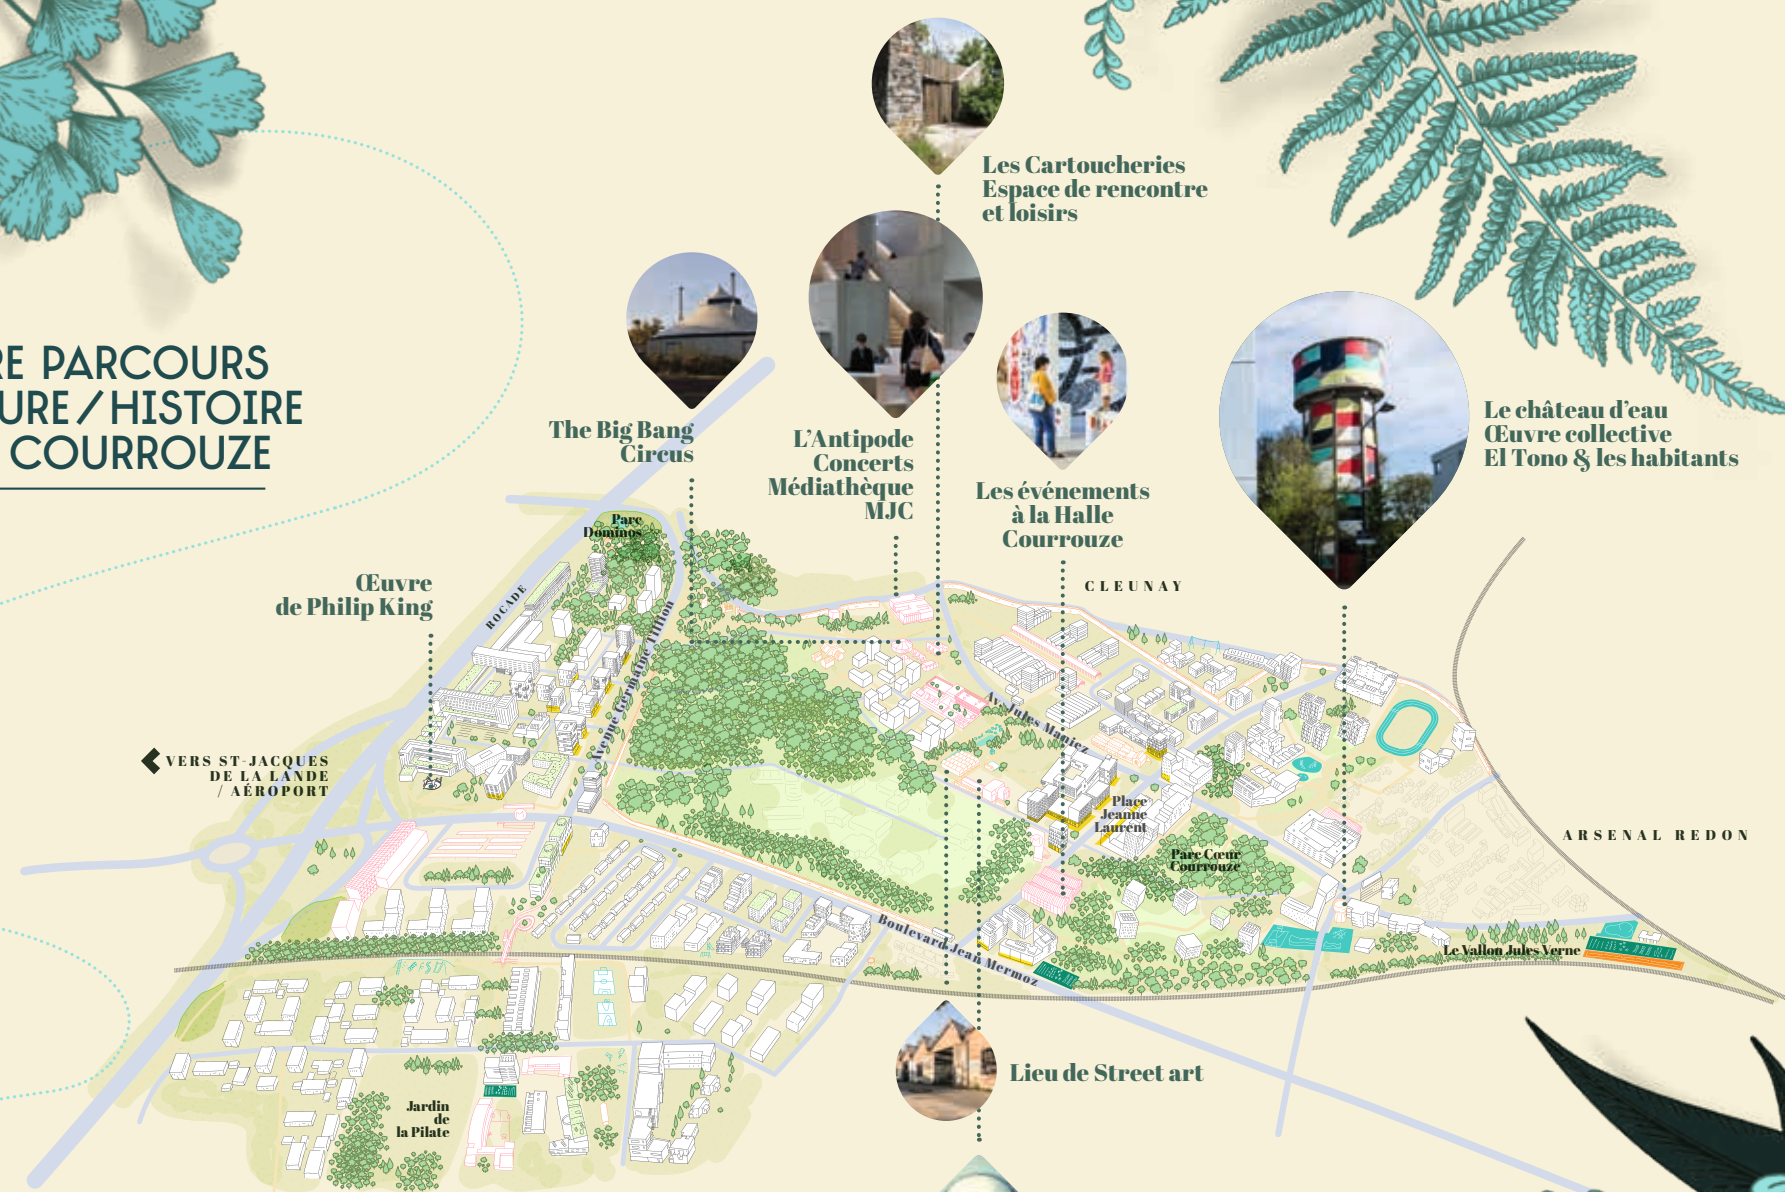 RE PARCOURS
URE/HISTOIRE
COURROUZE
Les Cartoucheries
Espace de rencontre
et loisirs
The Big Bang
Circus
L’Antipode
Concerts
Médiathèque
MJC
Les événements
à la Halle
Courrouze
Le château d’eau
Œuvre collective
El Tono & les habitants
Œuvre
de Philip King
Parc
Dominos
ROCADE
CLEUNAY
Avenue Germaine Tillion
Av. Jules Maniez
VERS ST-JACQUES
DE LA LANDE
/ AÉROPORT
Place
Jeanne
Laurent
ARSENAL REDON
Parc Cœur
Courrouze
Boulevard Jean Mermoz
Le Vallon Jules Verne
Lieu de Street art
Jardin
de
la Pilate